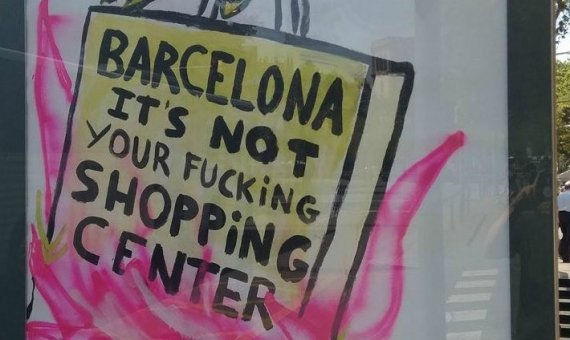 BARCELONA
IT'S NOT
YOUR FUCKING
SHOPPING
CENTER